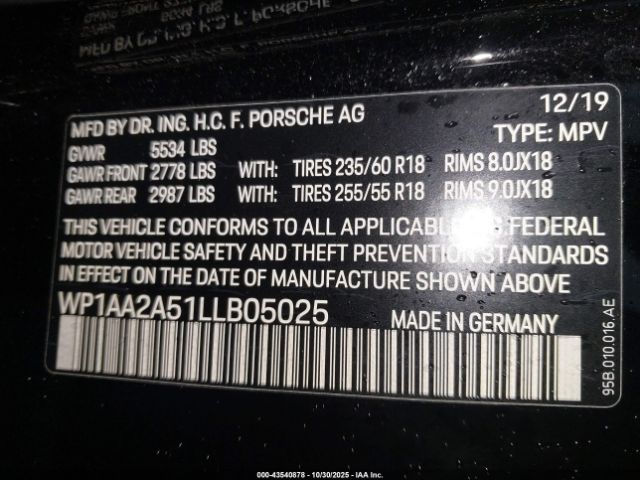 MFD BY DR. ING. H.C. F. PORSCHE AG 12/19
GVWR 5534 LBS TYPE: MPV
GAWR FRONT 2778 LBS WITH: TIRES 235/60 R18 RIMS 8.0JX18
GAWR REAR 2987 LBS WITH: TIRES 255/55 R18 RIMS 9.0JX18
THIS VEHICLE CONFORMS TO ALL APPLICABLE U.S FEDERAL
MOTOR VEHICLE SAFETY AND THEFT PREVENTION STANDARDS
IN EFFECT ON THE DATE OF MANUFACTURE SHOWN ABOVE
WP1AA2A51LLB05025 MADE IN GERMANY
95B.010.016.AE
000-43540878 - 10/30/2025 - IAA Inc.